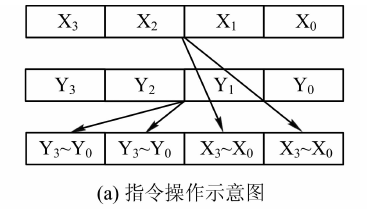 X₃ X₂ X₁ X₀
Y₃ Y₂ Y₁ Y₀
Y₃~Y₀ Y₃~Y₀ X₃~X₀ X₃~X₀
(a) 指令操作示意图